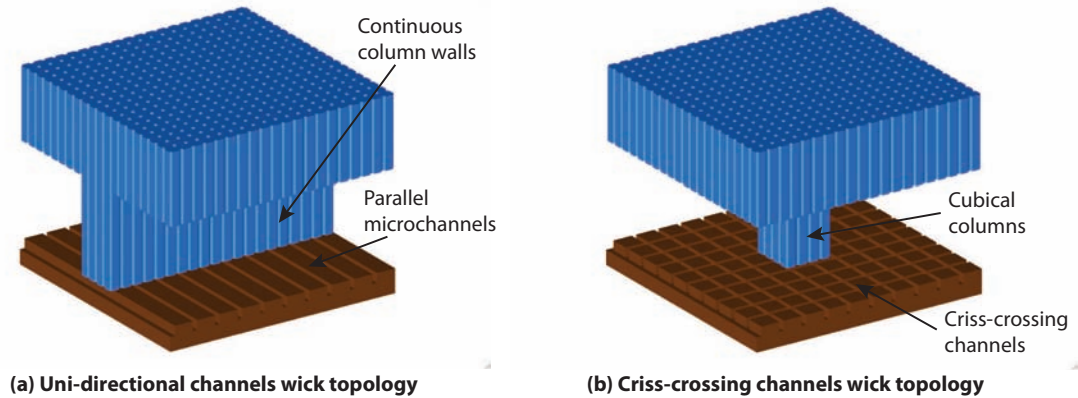 Continuous
column walls
Parallel
microchannels
(a) Uni-directional channels wick topology
Cubical
columns
Criss-crossing
channels
(b) Criss-crossing channels wick topology